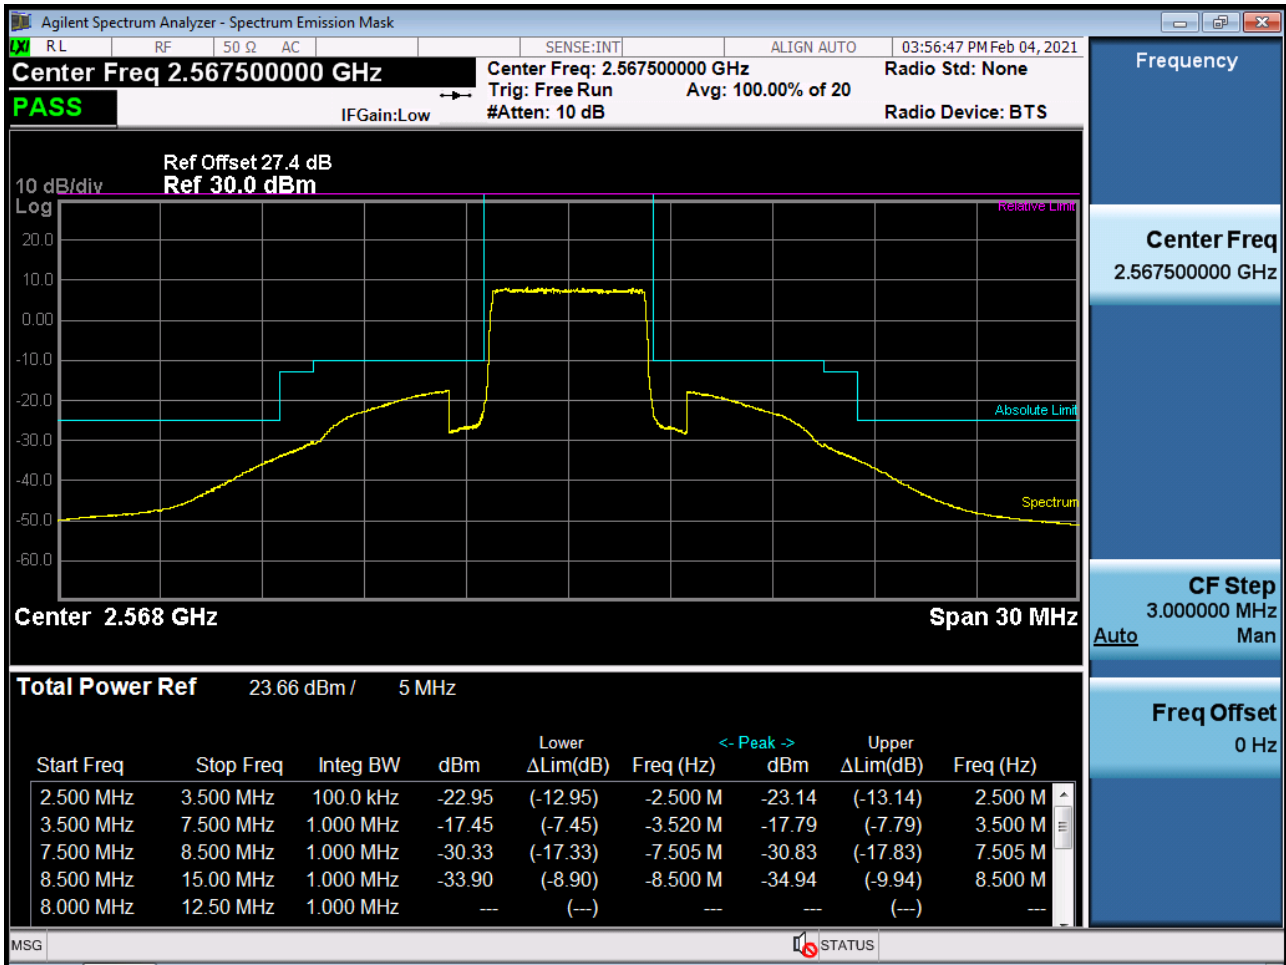 Agilent Spectrum Analyzer - Spectrum Emission Mask
LXI RL RF 50 Ω AC SENSE:INT ALIGN AUTO 03:56:47 PM Feb 04, 2021
Center Freq 2.567500000 GHz
Center Freq: 2.567500000 GHz Radio Std: None
Trig: Free Run Avg: 100.00% of 20
PASS
IFGain:Low #Atten: 10 dB Radio Device: BTS
Ref Offset 27.4 dB
10 dB/div Ref 30.0 dBm
Log
Relative Limit
20.0
10.0
0.00
-10.0
-20.0
Absolute Limit
-30.0
-40.0
Spectrum
-50.0
-60.0
Center 2.568 GHz Span 30 MHz
Total Power Ref 23.66 dBm / 5 MHz
Lower <- Peak -> Upper
Start Freq Stop Freq Integ BW dBm ΔLim(dB) Freq (Hz) dBm ΔLim(dB) Freq (Hz)
2.500 MHz 3.500 MHz 100.0 kHz -22.95 (-12.95) -2.500 M -23.14 (-13.14) 2.500 M
3.500 MHz 7.500 MHz 1.000 MHz -17.45 (-7.45) -3.520 M -17.79 (-7.79) 3.500 M
7.500 MHz 8.500 MHz 1.000 MHz -30.33 (-17.33) -7.505 M -30.83 (-17.83) 7.505 M
8.500 MHz 15.00 MHz 1.000 MHz -33.90 (-8.90) -8.500 M -34.94 (-9.94) 8.500 M
8.000 MHz 12.50 MHz 1.000 MHz --- (---) --- --- (---) ---
MSG STATUS
Frequency
Center Freq
2.567500000 GHz
CF Step
3.000000 MHz
Auto Man
Freq Offset
0 Hz